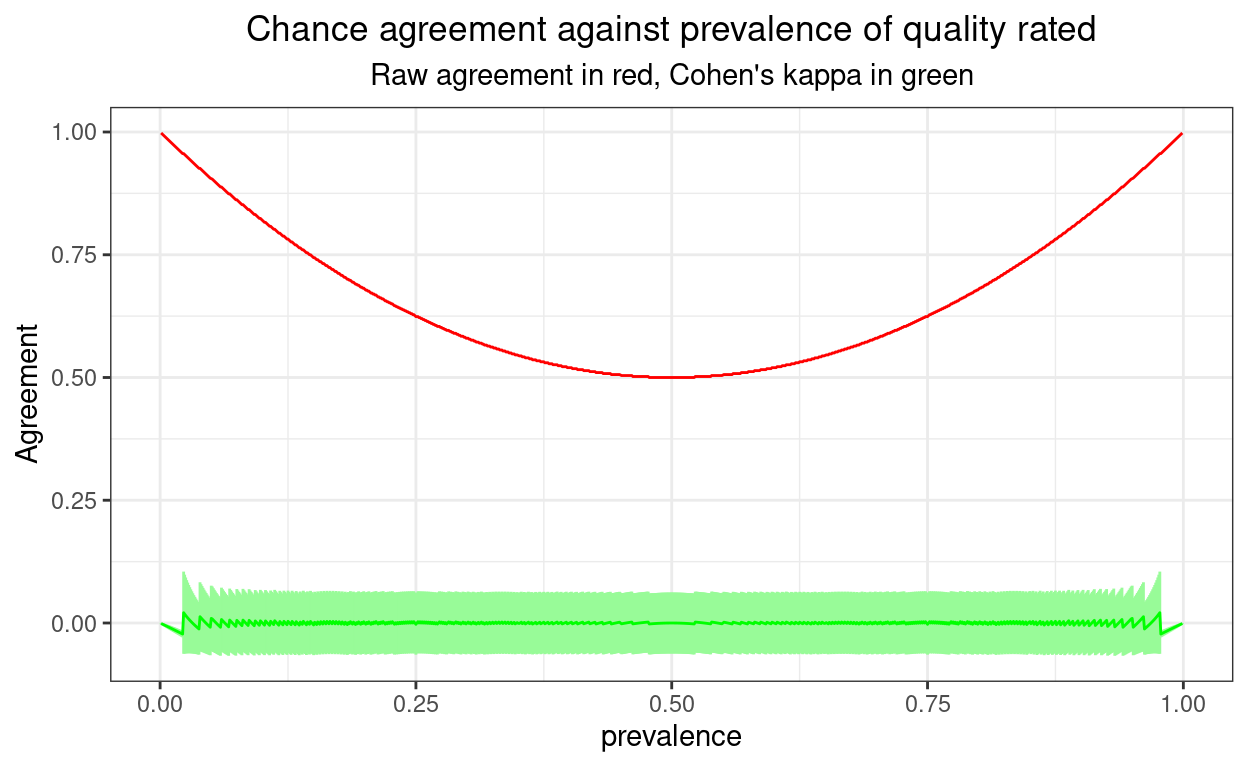 Chance agreement against prevalence of quality rated
Raw agreement in red, Cohen's kappa in green
1.00
0.75
0.50
0.25
0.00
Agreement
0.00 0.25 0.50 0.75 1.00
prevalence